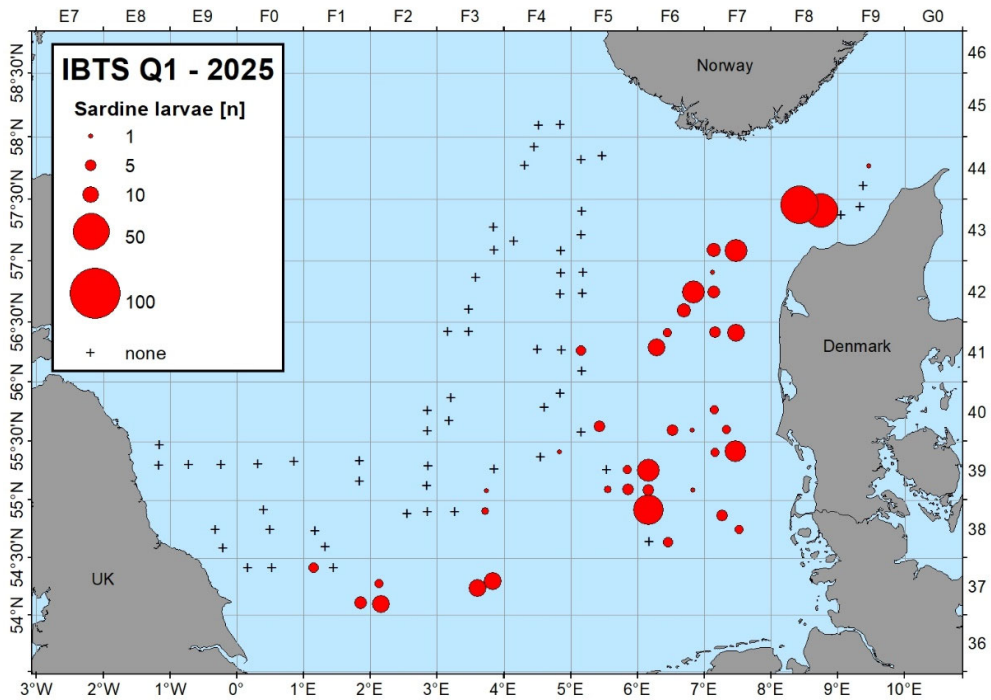 E7 E8 E9 F0 F1 F2 F3 F4 F5 F6 F7 F8 F9 G0
IBTS Q1 - 2025
Sardine larvae [n]
1
5
10
50
100
none
Norway
Denmark
UK
58°30'N
58°N
57°30'N
57°N
56°30'N
56°N
55°30'N
55°N
54°30'N
54°N
46
45
44
43
42
41
40
39
38
37
36
3°W 2°W 1°W 0° 1°E 2°E 3°E 4°E 5°E 6°E 7°E 8°E 9°E 10°E